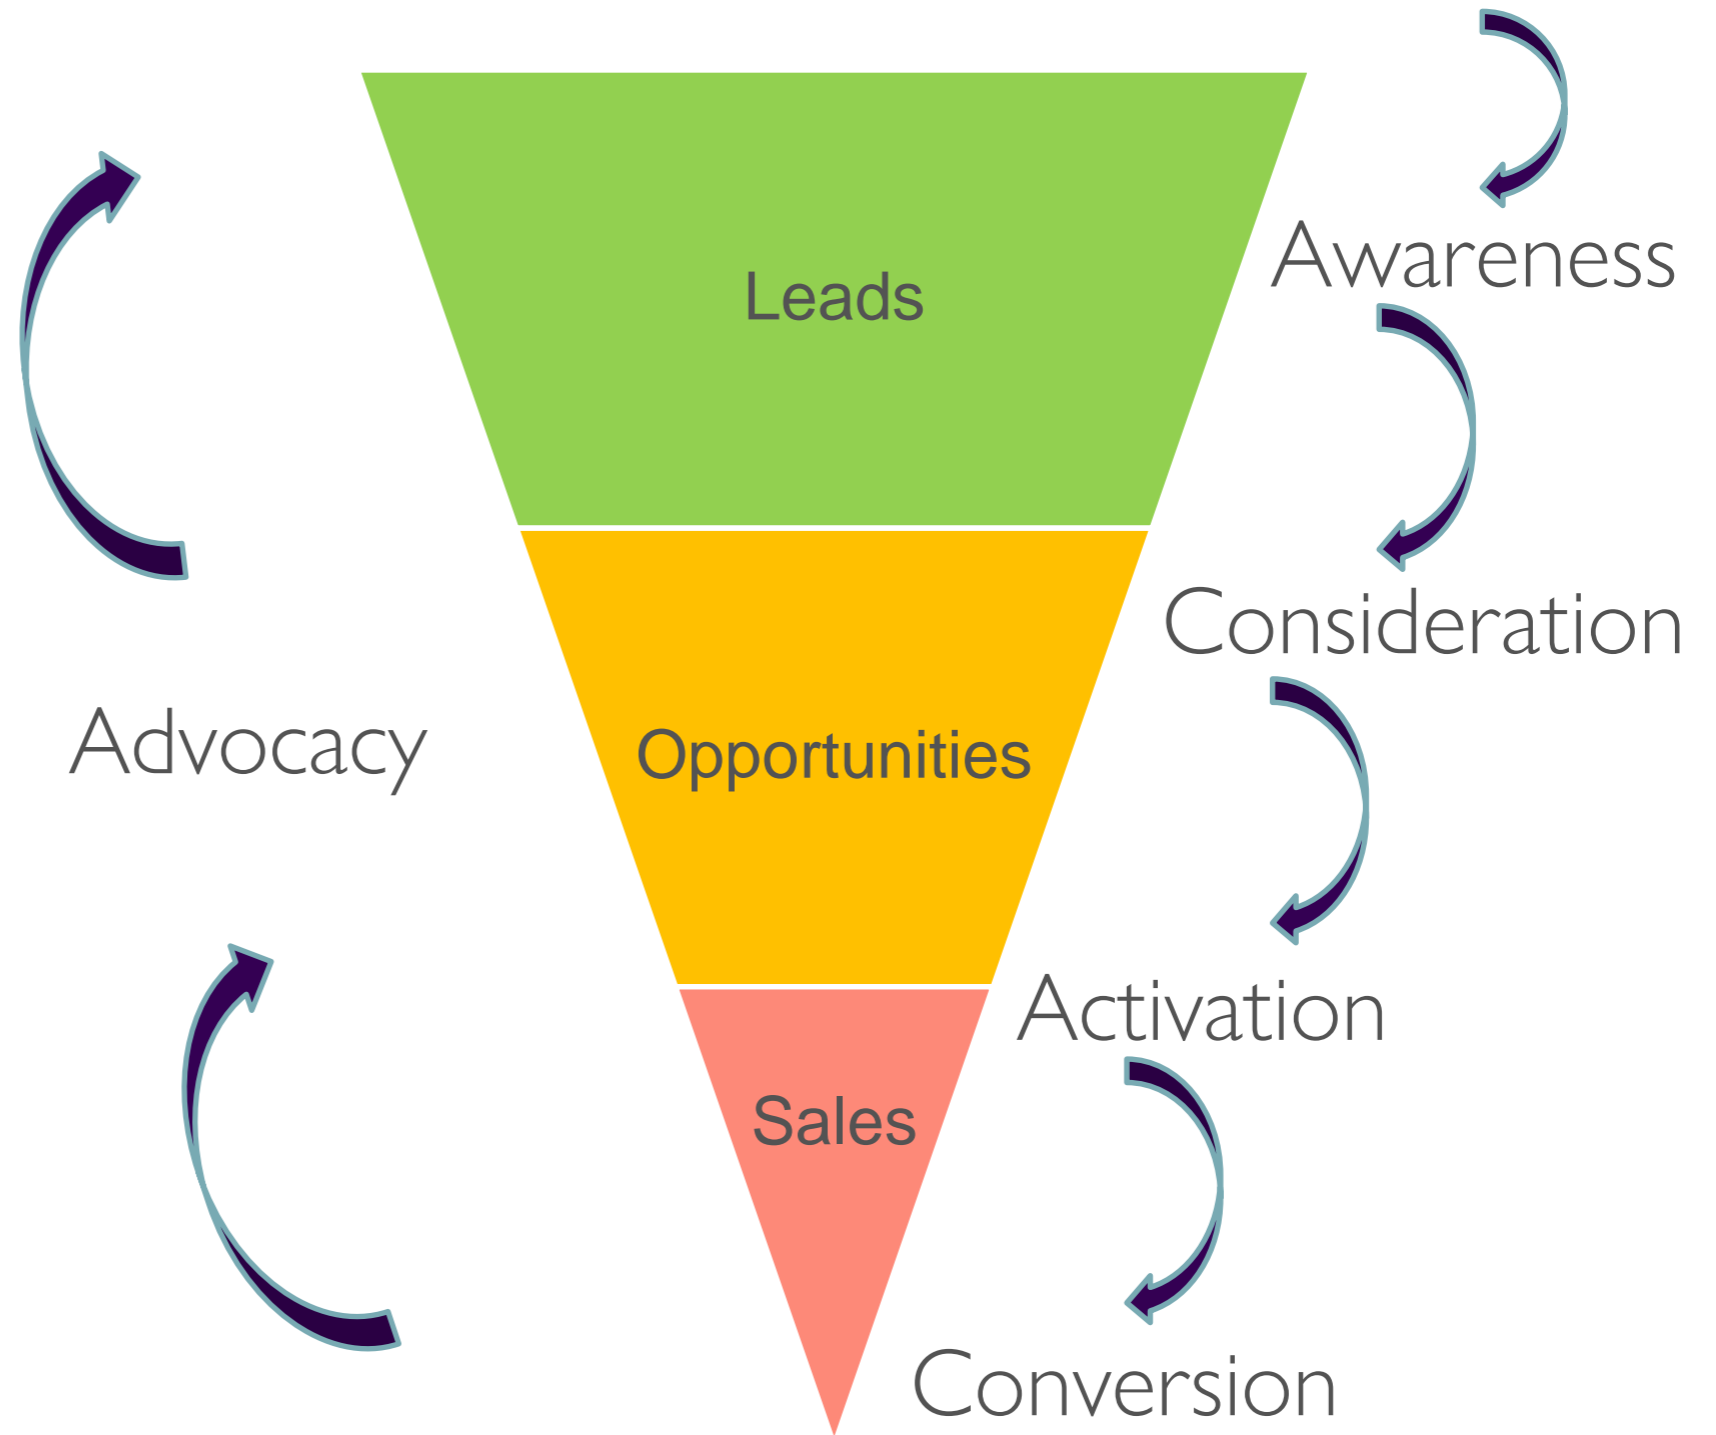 Leads
Awareness
Consideration
Advocacy
Opportunities
Activation
Sales
Conversion